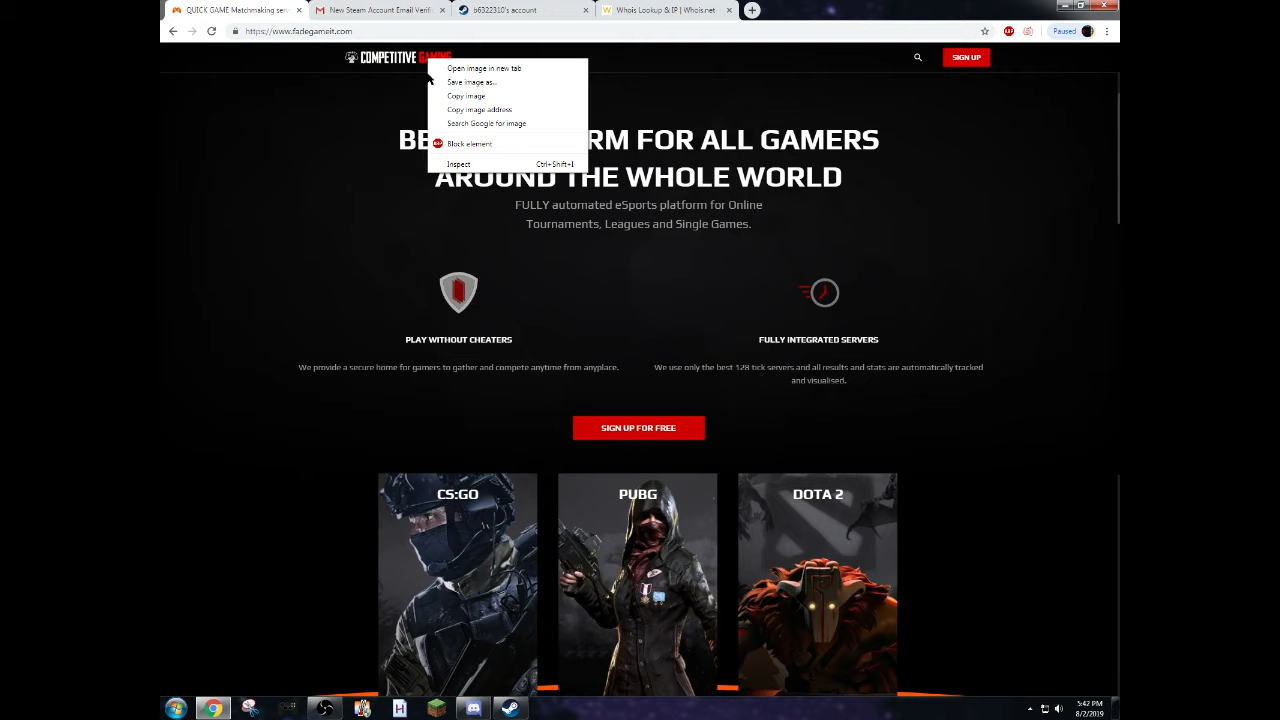 QUICK GAME Matchmaking serv
New Steam Account Email Verifi
b6322310's account
Whois Lookup & IP | Whois.net
https://www.fadegameit.com
Paused
COMPETITIVE GAMING
SIGN UP
Open image in new tab
Save image as...
Copy image
Copy image address
Search Google for image
ABP
Block element
Inspect
Ctrl+Shift+I
RM FOR ALL GAMERS
AROUND THE WHOLE WORLD
FULLY automated eSports platform for Online
Tournaments, Leagues and Single Games.
PLAY WITHOUT CHEATERS
We provide a secure home for gamers to gather and compete anytime from anyplace.
FULLY INTEGRATED SERVERS
We use only the best 128 tick servers and all results and stats are automatically tracked
and visualised.
SIGN UP FOR FREE
CS:GO
PUBG
DOTA 2
5:42 PM
8/2/2019